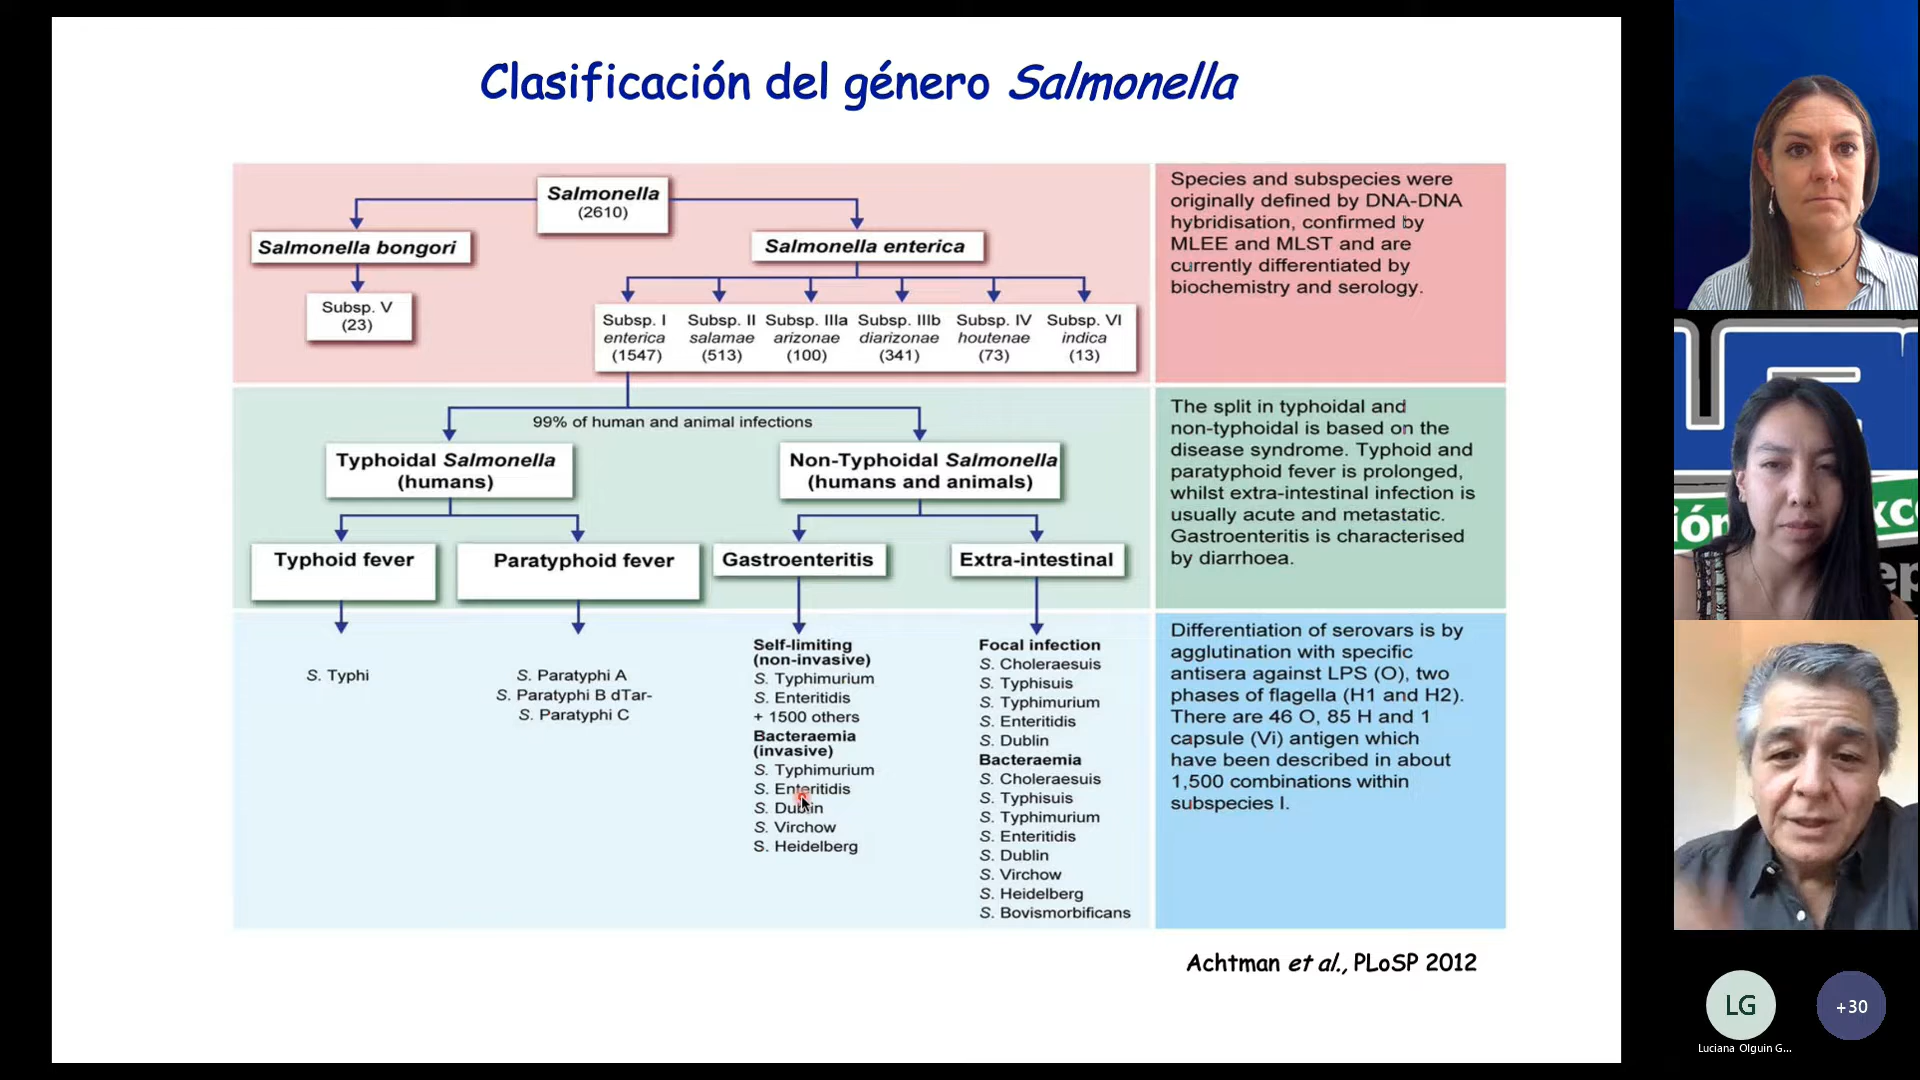 Clasificación del género Salmonella
Salmonella
(2610)
Salmonella bongori
Salmonella enterica
Subsp. V
(23)
Subsp. I
enterica
(1547)
Subsp. II
salamae
(513)
Subsp. IIIa
arizonae
(100)
Subsp. IIIb
diarizonae
(341)
Subsp. IV
houtenae
(73)
Subsp. VI
indica
(13)
Species and subspecies were
originally defined by DNA-DNA
hybridisation, confirmed by
MLEE and MLST and are
currently differentiated by
biochemistry and serology.
99% of human and animal infections
Typhoidal Salmonella
(humans)
Non-Typhoidal Salmonella
(humans and animals)
Typhoid fever
Paratyphoid fever
Gastroenteritis
Extra-intestinal
The split in typhoidal and
non-typhoidal is based on the
disease syndrome. Typhoid and
paratyphoid fever is prolonged,
whilst extra-intestinal infection is
usually acute and metastatic.
Gastroenteritis is characterised
by diarrhoea.
S. Typhi
S. Paratyphi A
S. Paratyphi B dTar-
S. Paratyphi C
Self-limiting
(non-invasive)
S. Typhimurium
S. Enteritidis
+ 1500 others
Bacteraemia
(invasive)
S. Typhimurium
S. Enteritidis
S. Dublin
S. Virchow
S. Heidelberg
Focal infection
S. Choleraesuis
S. Typhisuis
S. Typhimurium
S. Enteritidis
S. Dublin
Bacteraemia
S. Choleraesuis
S. Typhisuis
S. Typhimurium
S. Enteritidis
S. Dublin
S. Virchow
S. Heidelberg
S. Bovismorbificans
Differentiation of serovars is by
agglutination with specific
antisera against LPS (O), two
phases of flagella (H1 and H2).
There are 46 O, 85 H and 1
capsule (Vi) antigen which
have been described in about
1,500 combinations within
subspecies I.
Achtman et al., PLoSP 2012
LG
+30
Luciana Olguin G...